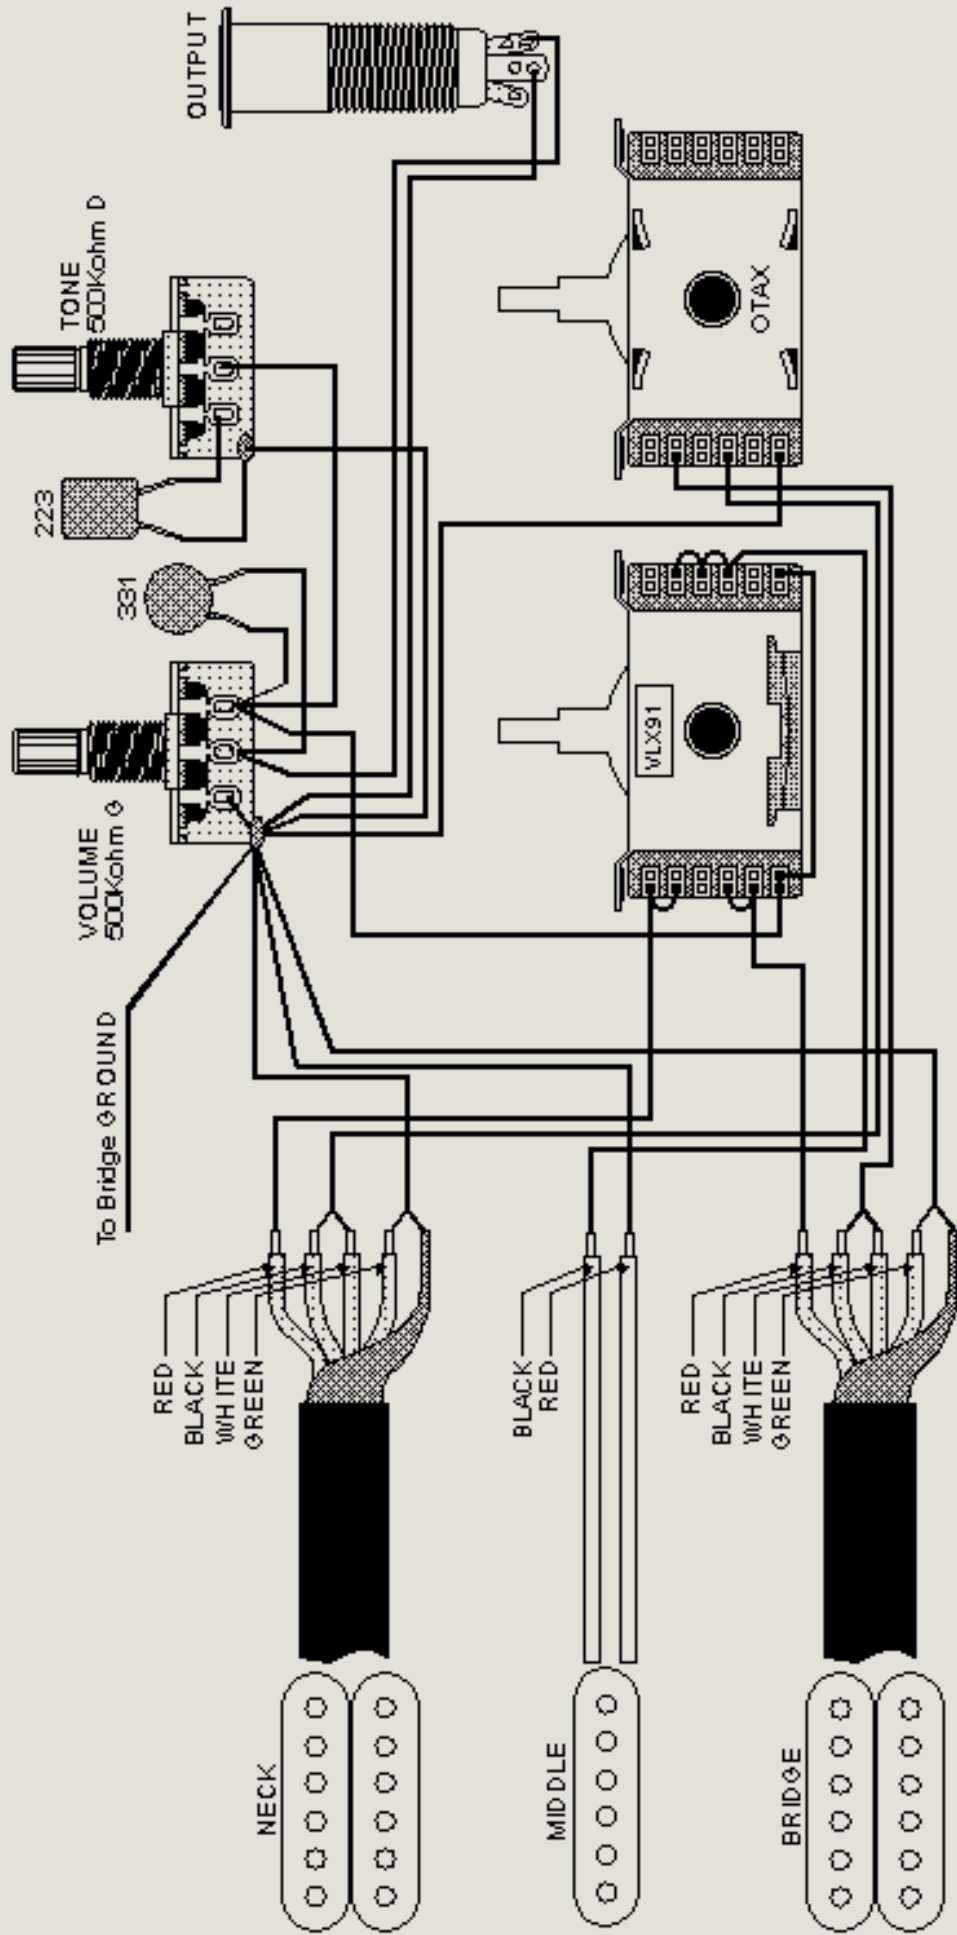 NECK
RED
BLACK
WHITE
GREEN
To Bridge GROUND
VOLUME
500Kohm G
331
223
TONE
500Kohm D
OUTPUT
MIDDLE
BLACK
RED
VLX91
OTAX
BRIDGE
RED
BLACK
WHITE
GREEN